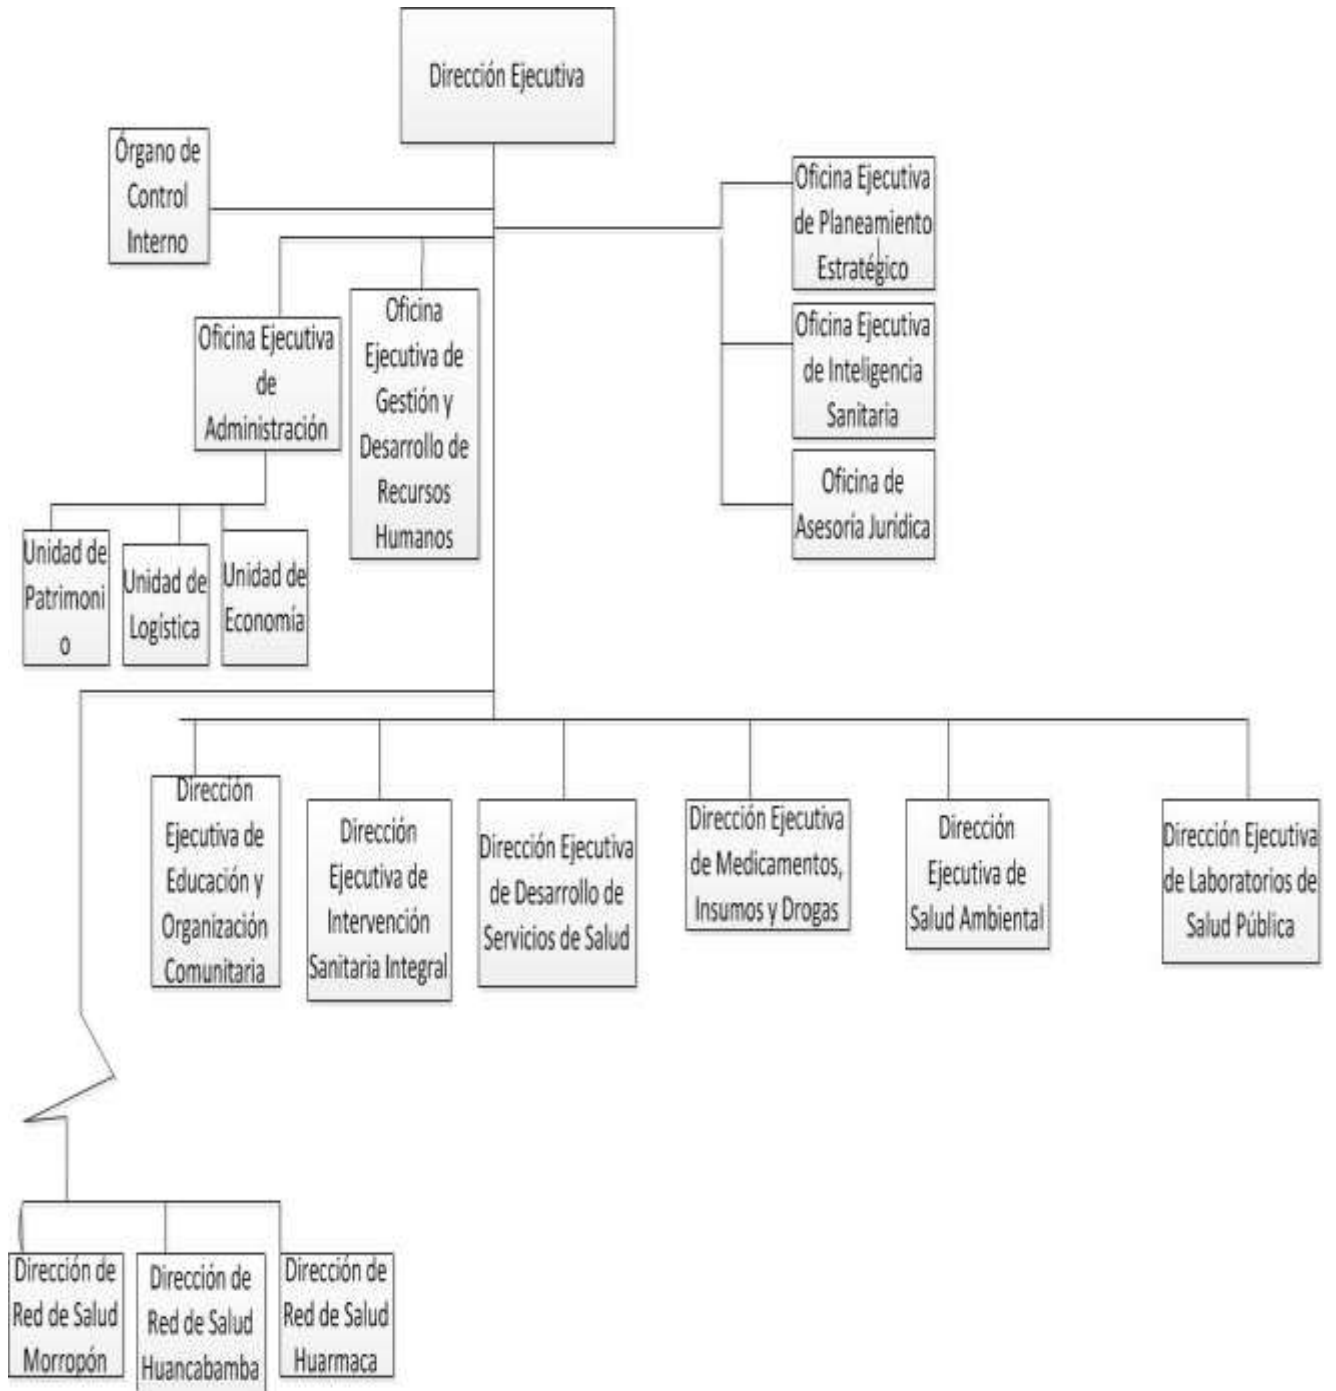 Dirección Ejecutiva
Órgano de
Control
Interno
Oficina Ejecutiva
de Planeamiento
Estratégico
Oficina Ejecutiva
de
Administración
Oficina
Ejecutiva de
Gestión y
Desarrollo de
Recursos
Humanos
Oficina Ejecutiva
de Inteligencia
Sanitaria
Oficina de
Asesoría Jurídica
Unidad de
Patrimoni
o
Unidad de
Logística
Unidad de
Economía
Dirección
Ejecutiva de
Educación y
Organización
Comunitaria
Dirección
Ejecutiva de
Intervención
Sanitaria Integral
Dirección Ejecutiva
de Desarrollo de
Servicios de Salud
Dirección Ejecutiva
de Medicamentos,
Insumos y Drogas
Dirección
Ejecutiva de
Salud Ambiental
Dirección Ejecutiva
de Laboratorios de
Salud Pública
Dirección de
Red de Salud
Morropón
Dirección de
Red de Salud
Huancabamba
Dirección de
Red de Salud
Huarmaca